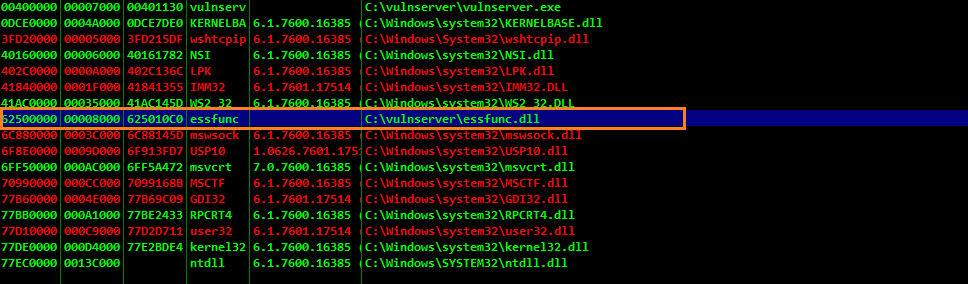 00400000 00007000 00401130 vulnserv C:\vulnserver\vulnserver.exe
0DCE0000 0004A000 0DCE7DE0 KERNELBA 6.1.7600.16385 ( C:\Windows\system32\KERNELBASE.dll
3FD20000 00005000 3FD215DF wshtcpip 6.1.7600.16385 ( C:\Windows\System32\wshtcpip.dll
40160000 00006000 40161782 NSI 6.1.7600.16385 ( C:\Windows\system32\NSI.dll
402C0000 0000A000 402C136C LPK 6.1.7600.16385 ( C:\Windows\system32\LPK.dll
41840000 0001F000 41841355 IMM32 6.1.7601.17514 ( C:\Windows\system32\IMM32.DLL
41AC0000 00035000 41AC145D WS2_32 6.1.7600.16385 ( C:\Windows\system32\WS2_32.DLL
62500000 00008000 625010C0 essfunc C:\vulnserver\essfunc.dll
6C880000 0003C000 6C88145D mswsock 6.1.7600.16385 ( C:\Windows\system32\mswsock.dll
6F8E0000 0009D000 6F913FD7 USP10 1.0626.7601.1751 C:\Windows\system32\USP10.dll
6FF50000 000AC000 6FF5A472 msvcrt 7.0.7600.16385 ( C:\Windows\system32\msvcrt.dll
70990000 000CC000 7099168B MSCTF 6.1.7600.16385 ( C:\Windows\system32\MSCTF.dll
77B60000 0004E000 77B69C09 GDI32 6.1.7601.17514 ( C:\Windows\system32\GDI32.dll
77BB0000 000A1000 77BE2433 RPCRT4 6.1.7600.16385 ( C:\Windows\system32\RPCRT4.dll
77D10000 000C9000 77D2D711 user32 6.1.7601.17514 ( C:\Windows\system32\user32.dll
77DE0000 000D4000 77E2BDE4 kernel32 6.1.7600.16385 ( C:\Windows\system32\kernel32.dll
77EC0000 0013C000 ntdll 6.1.7600.16385 ( C:\Windows\SYSTEM32\ntdll.dll